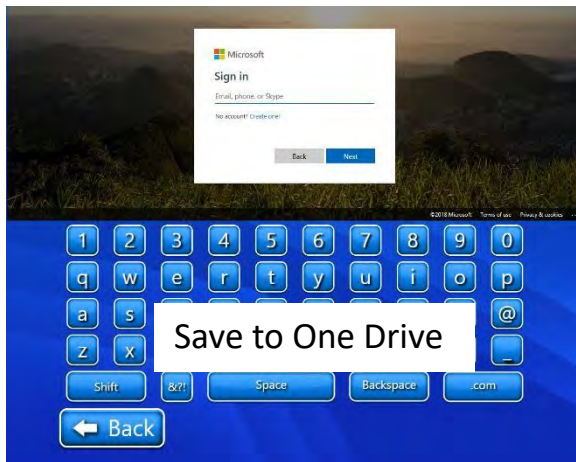 Microsoft
Sign in
Email, phone, or Skype
No account? Create one!
Back Next
©2018 Microsoft Terms of use Privacy & cookies ...
1 2 3 4 5 6 7 8 9 0
q w e r t y u i o p
a s @
Save to One Drive
z x _
Shift &?! Space Backspace .com
Back